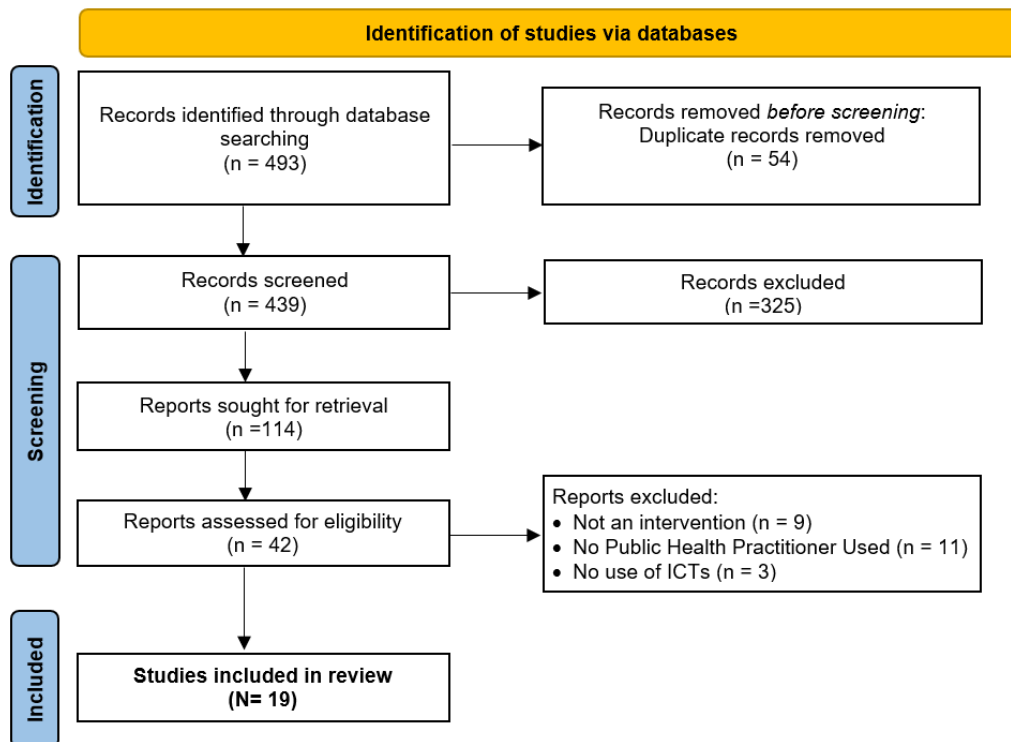 Identification of studies via databases
Identification
Records identified through database
searching
(n = 493)
Records removed before screening:
Duplicate records removed
(n = 54)
Screening
Records screened
(n = 439)
Records excluded
(n =325)
Reports sought for retrieval
(n =114)
Reports assessed for eligibility
(n = 42)
Reports excluded:
• Not an intervention (n = 9)
• No Public Health Practitioner Used (n = 11)
• No use of ICTs (n = 3)
Included
Studies included in review
(N= 19)